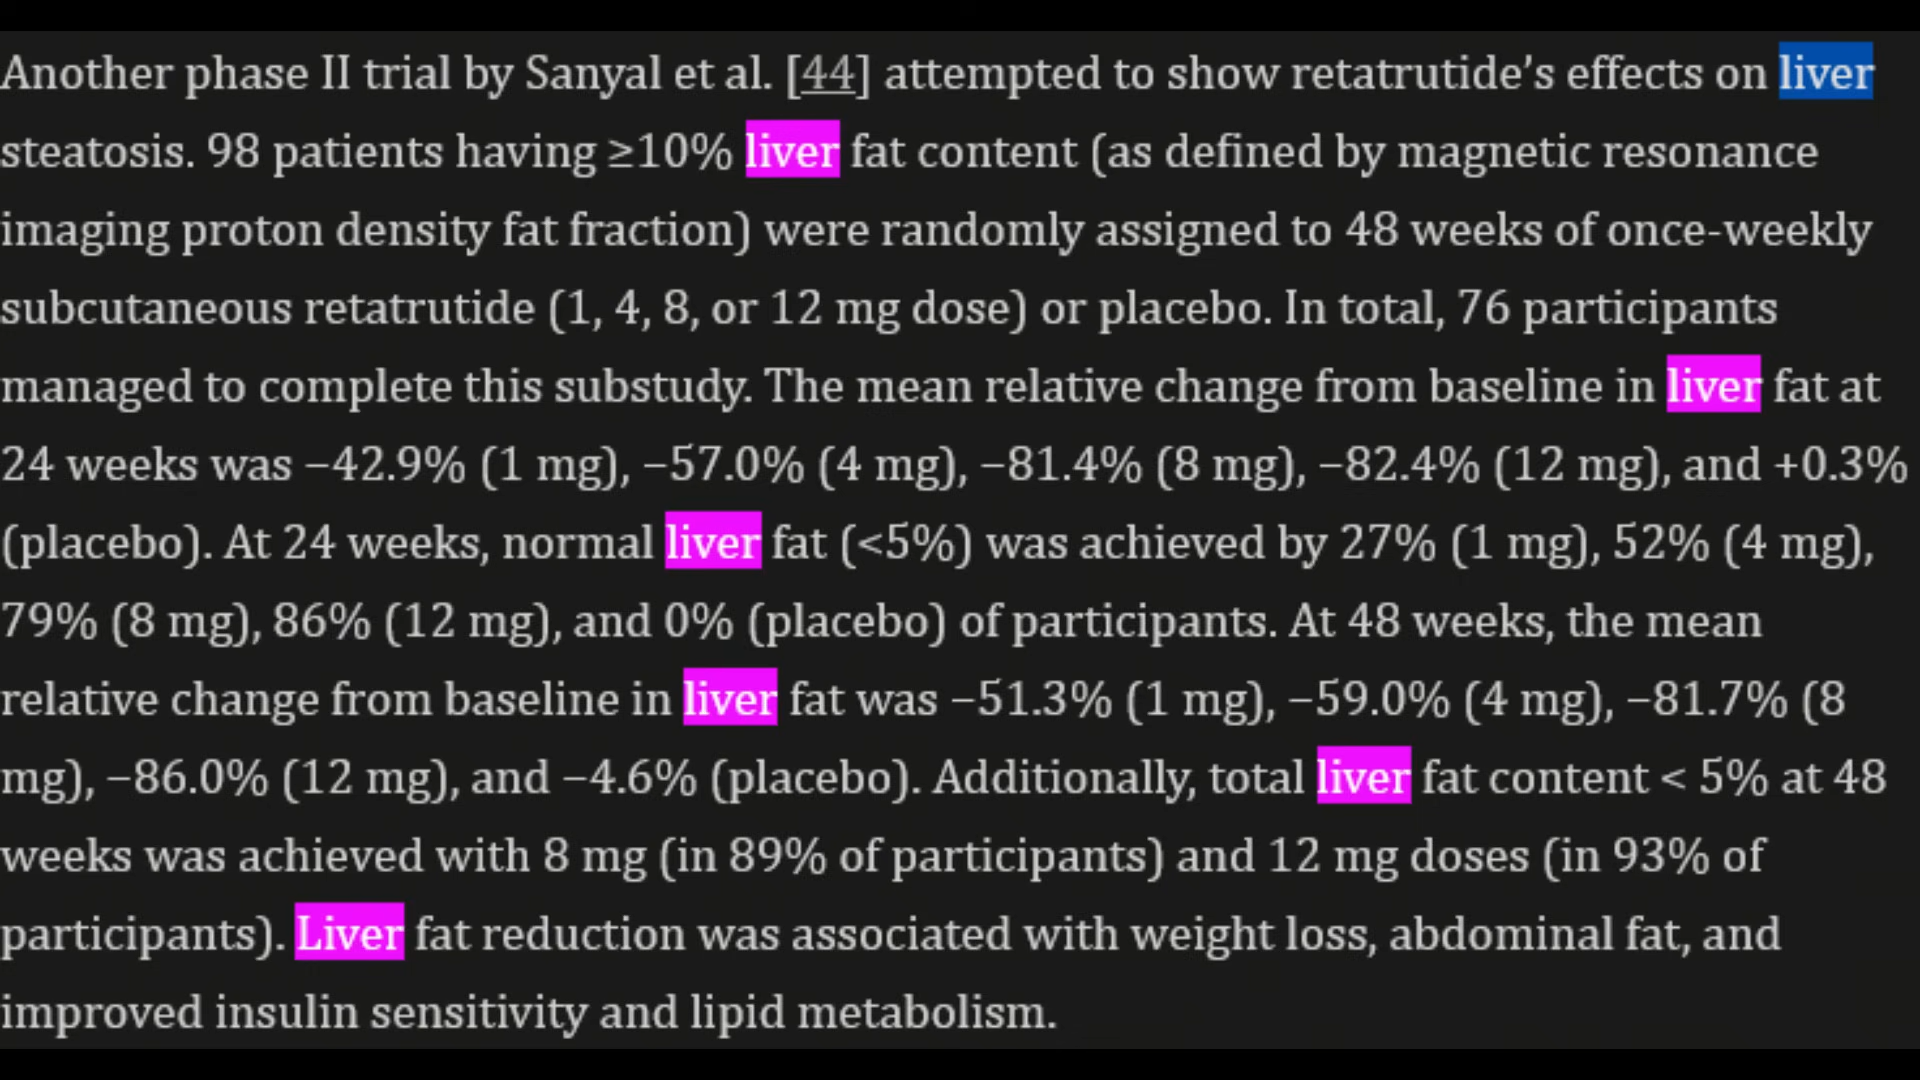 Another phase II trial by Sanyal et al. [44] attempted to show retatrutide’s effects on liver
steatosis. 98 patients having ≥10% liver fat content (as defined by magnetic resonance
imaging proton density fat fraction) were randomly assigned to 48 weeks of once-weekly
subcutaneous retatrutide (1, 4, 8, or 12 mg dose) or placebo. In total, 76 participants
managed to complete this substudy. The mean relative change from baseline in liver fat at
24 weeks was −42.9% (1 mg), −57.0% (4 mg), −81.4% (8 mg), −82.4% (12 mg), and +0.3%
(placebo). At 24 weeks, normal liver fat (<5%) was achieved by 27% (1 mg), 52% (4 mg),
79% (8 mg), 86% (12 mg), and 0% (placebo) of participants. At 48 weeks, the mean
relative change from baseline in liver fat was −51.3% (1 mg), −59.0% (4 mg), −81.7% (8
mg), −86.0% (12 mg), and −4.6% (placebo). Additionally, total liver fat content < 5% at 48
weeks was achieved with 8 mg (in 89% of participants) and 12 mg doses (in 93% of
participants). Liver fat reduction was associated with weight loss, abdominal fat, and
improved insulin sensitivity and lipid metabolism.